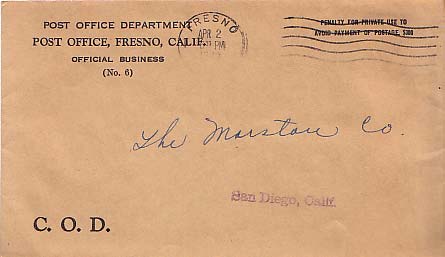 POST OFFICE DEPARTMENT
POST OFFICE, FRESNO, CALIF.
OFFICIAL BUSINESS
(No. 6)
FRESNO
APR 2
PM
PENALTY FOR PRIVATE USE TO
AVOID PAYMENT OF POSTAGE, $300
The Marston Co.
San Diego, Calif.
C. O. D.